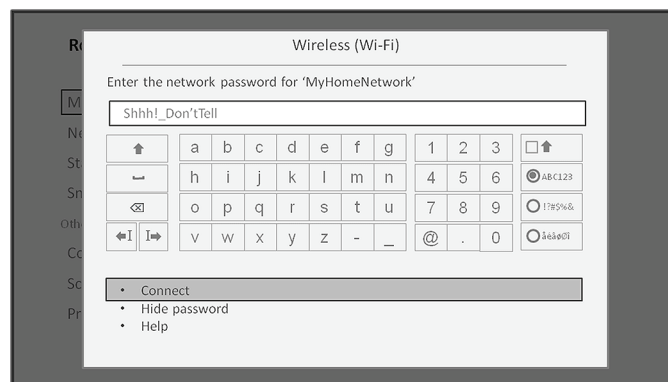 Wireless (Wi-Fi)
Enter the network password for ‘MyHomeNetwork’
Shhh!_Don’tTell
a b c d e f g 1 2 3
h i j k l m n 4 5 6 ABC123
o p q r s t u 7 8 9 !?#$%&
v w x y z - _ @ . 0
Connect
Hide password
Help